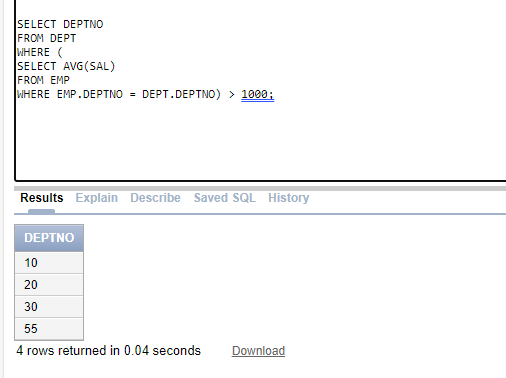 SELECT DEPTNO
FROM DEPT
WHERE (
SELECT AVG(SAL)
FROM EMP
WHERE EMP.DEPTNO = DEPT.DEPTNO) > 1000;
Results Explain Describe Saved SQL History
DEPTNO
10
20
30
55
4 rows returned in 0.04 seconds Download